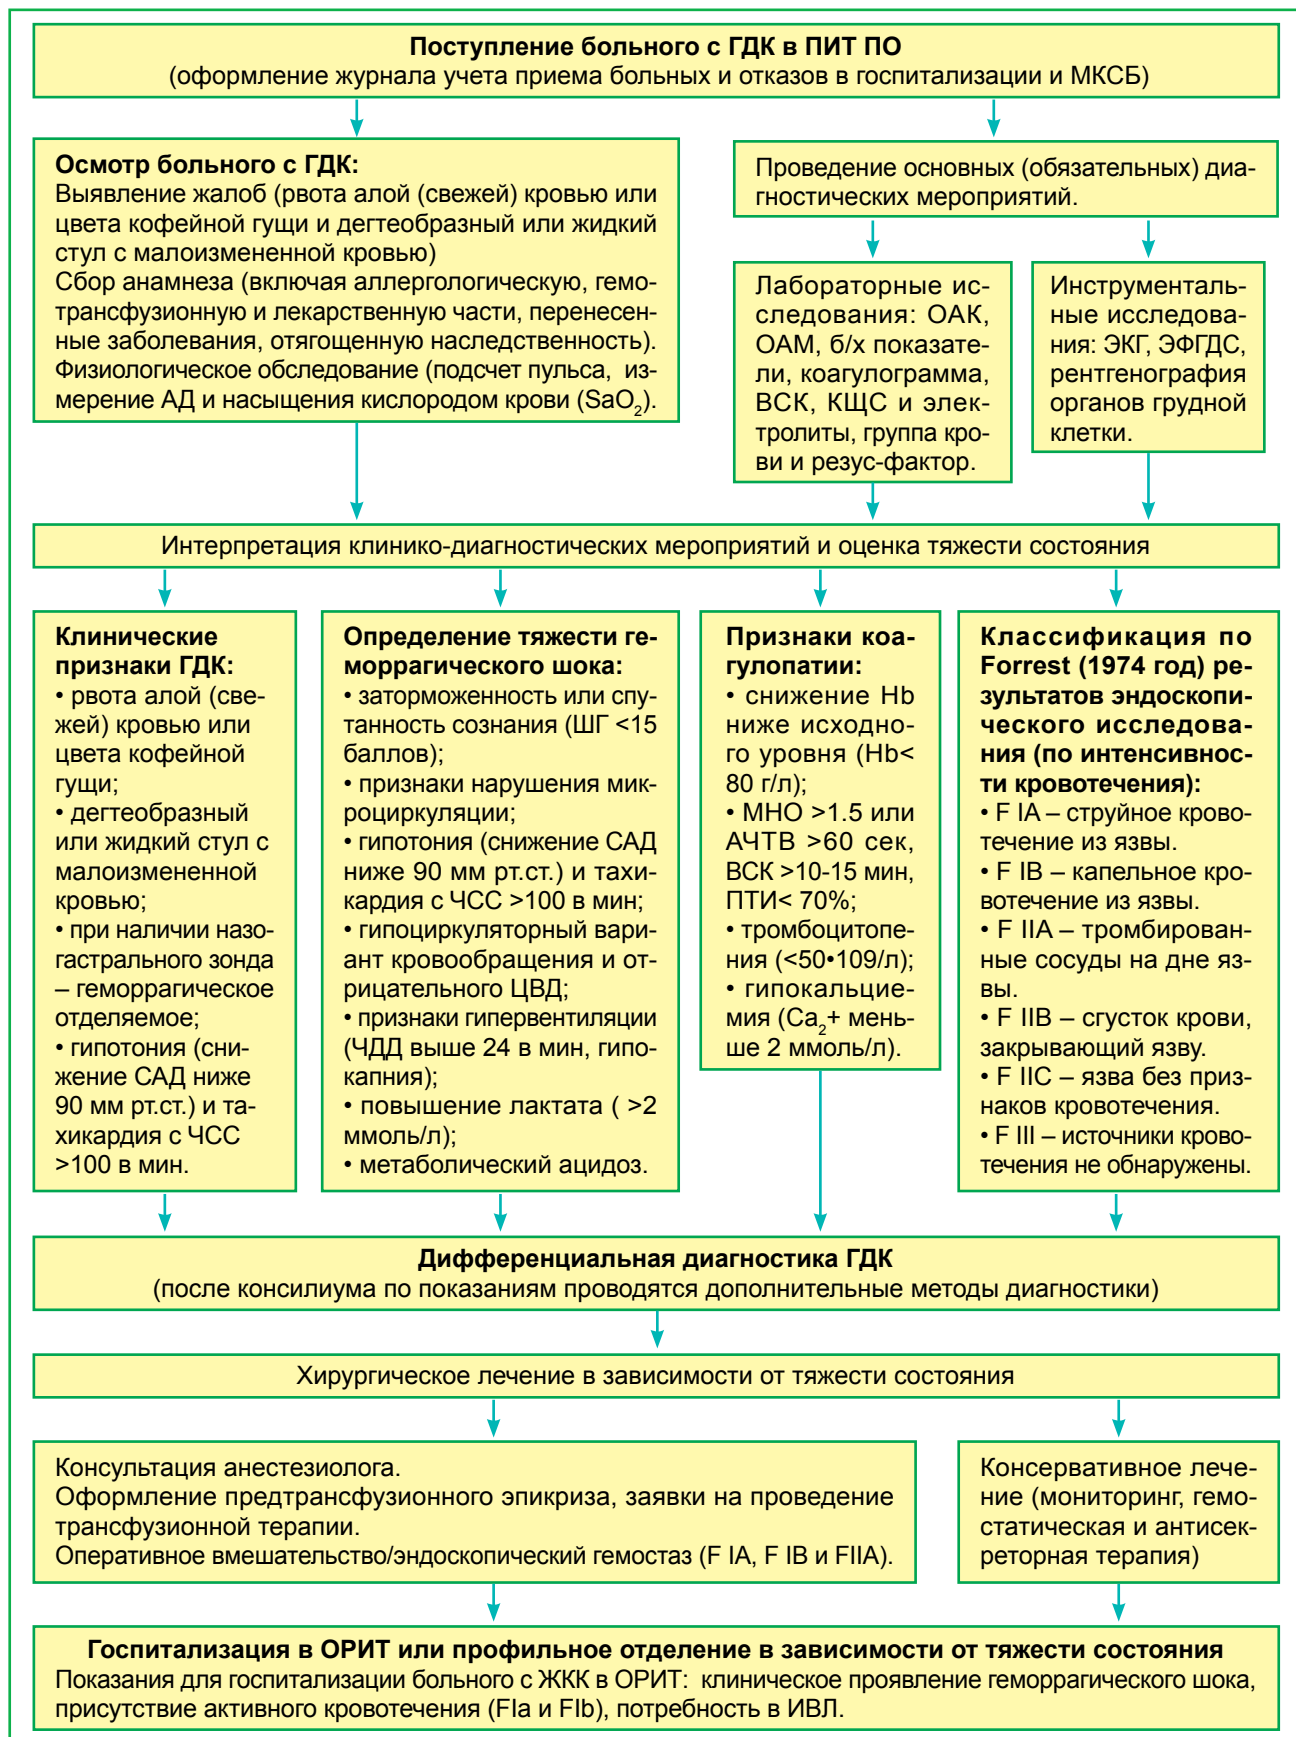 Поступление больного с ГДК в ПИТ ПО
(оформление журнала учета приема больных и отказов в госпитализации и МКСБ)
Осмотр больного с ГДК:
Выявление жалоб (рвота алой (свежей) кровью или
цвета кофейной гущи и дегтеобразный или жидкий
стул с малоизмененной кровью)
Сбор анамнеза (включая аллергологическую, гемо-
трансфузионную и лекарственную части, перенесен-
ные заболевания, отягощенную наследственность).
Физиологическое обследование (подсчет пульса, из-
мерение АД и насыщения кислородом крови (SaO2).
Проведение основных (обязательных) диа-
гностических мероприятий.
Лабораторные ис-
следования: ОАК,
ОАМ, б/х показате-
ли, коагулограмма,
ВСК, КЩС и элек-
тролиты, группа кро-
ви и резус-фактор.
Инструменталь-
ные исследова-
ния: ЭКГ, ЭФГДС,
рентгенография
органов грудной
клетки.
Интерпретация клинико-диагностических мероприятий и оценка тяжести состояния
Клинические
признаки ГДК:
• рвота алой (све-
жей) кровью или
цвета кофейной
гущи;
• дегтеобразный
или жидкий стул с
малоизмененной
кровью;
• при наличии назо-
гастрального зонда
– геморрагическое
отделяемое;
• гипотония (сни-
жение САД ниже
90 мм рт.ст.) и та-
хикардия с ЧСС
>100 в мин.
Определение тяжести ге-
моррагического шока:
• заторможенность или спу-
танность сознания (ШГ <15
баллов);
• признаки нарушения мик-
роциркуляции;
• гипотония (снижение САД
ниже 90 мм рт.ст.) и тахи-
кардия с ЧСС >100 в мин;
• гипоциркуляторный вари-
ант кровообращения и от-
рицательного ЦВД;
• признаки гипервентиляции
(ЧДД выше 24 в мин, гипо-
капния);
• повышение лактата ( >2
ммоль/л);
• метаболический ацидоз.
Признаки коа-
гулопатии:
• снижение Hb
ниже исходно-
го уровня (Hb<
80 г/л);
• МНО >1.5 или
АЧТВ >60 сек,
ВСК >10-15 мин,
ПТИ< 70%;
• тромбоцитопе-
ния (<50•109/л);
• гипокальцие-
мия (Ca2+ мень-
ше 2 ммоль/л).
Классификация по
Forrest (1974 год) ре-
зультатов эндоскопи-
ческого исследова-
ния (по интенсивнос-
ти кровотечения):
• F IA – струйное крово-
течение из язвы.
• F IB – капельное кро-
вотечение из язвы.
• F IIA – тромбирован-
ные сосуды на дне яз-
вы.
• F IIB – сгусток крови,
закрывающий язву.
• F IIC – язва без приз-
наков кровотечения.
• F III – источники крово-
течения не обнаружены.
Дифференциальная диагностика ГДК
(после консилиума по показаниям проводятся дополнительные методы диагностики)
Хирургическое лечение в зависимости от тяжести состояния
Консультация анестезиолога.
Оформление предтрансфузионного эпикриза, заявки на проведение
трансфузионной терапии.
Оперативное вмешательство/эндоскопический гемостаз (F IA, F IB и FIIA).
Консервативное лече-
ние (мониторинг, гемо-
статическая и антисек-
реторная терапия)
Госпитализация в ОРИТ или профильное отделение в зависимости от тяжести состояния
Показания для госпитализации больного с ЖКК в ОРИТ: клиническое проявление геморрагического шока,
присутствие активного кровотечения (FIa и FIb), потребность в ИВЛ.